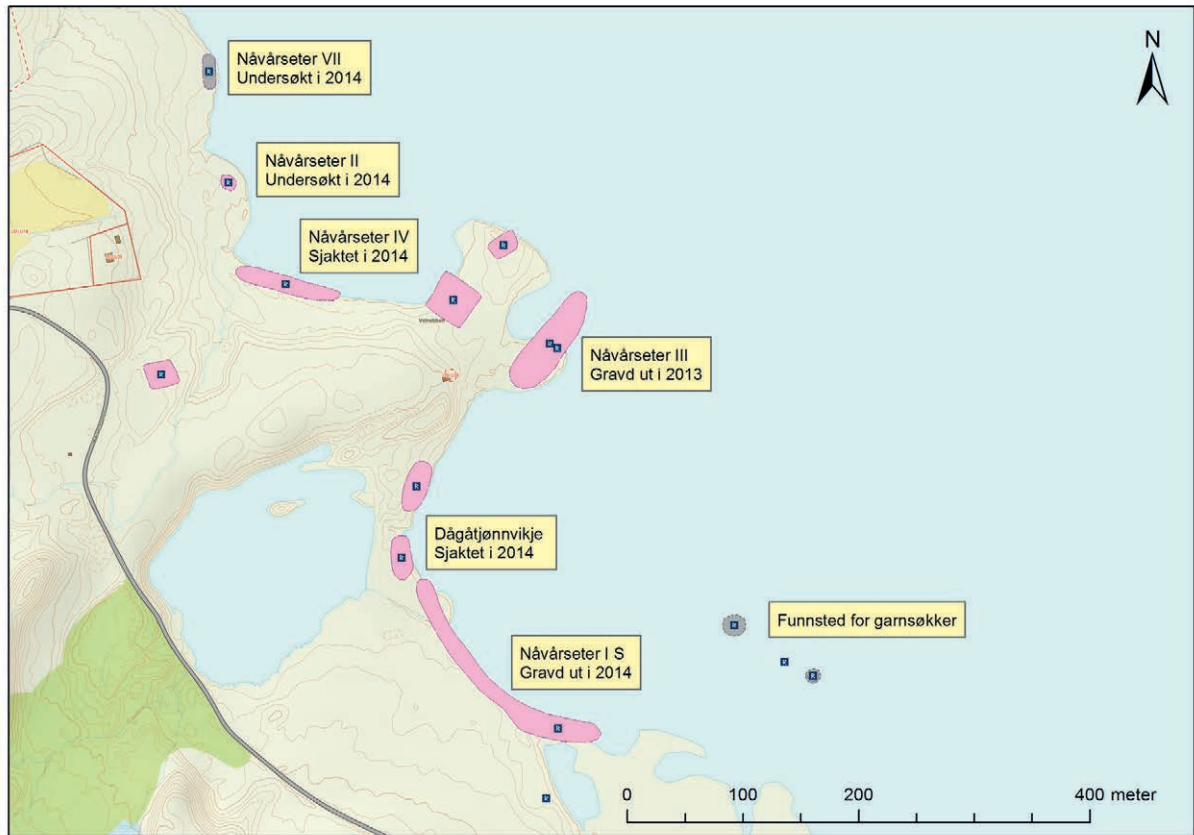 N
Nåvårseter VII
Undersøkt i 2014
Nåvårseter II
Undersøkt i 2014
Nåvårseter IV
Sjaktet i 2014
Nåvårseter III
Gravd ut i 2013
Dågåtjønnvikje
Sjaktet i 2014
Funnsted for garnsøkker
Nåvårseter I S
Gravd ut i 2014
0 100 200 400 meter